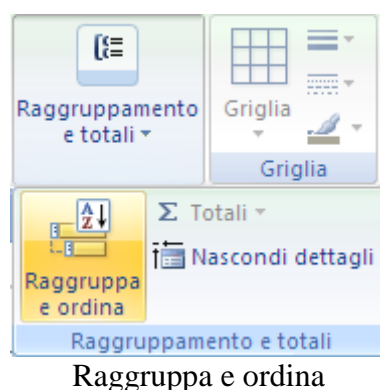 Raggruppamento
e totali
Griglia
Griglia
A
Z
Σ Totali
Nascondi dettagli
Raggruppa
e ordina
Raggruppamento e totali
Raggruppa e ordina